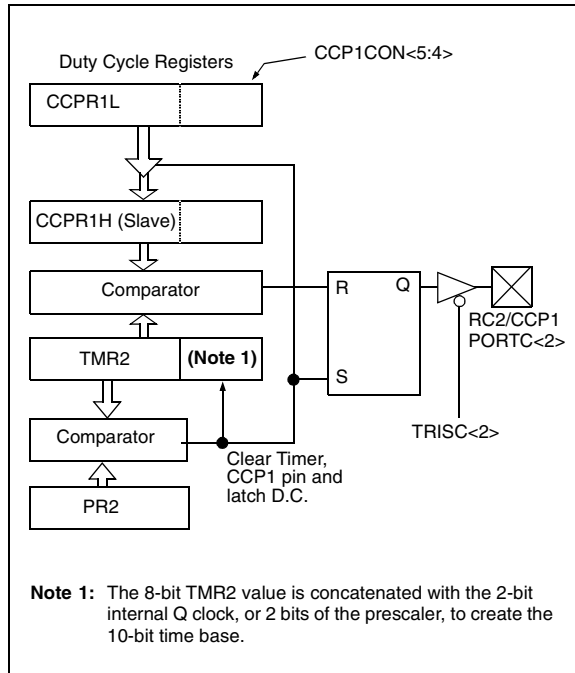 Duty Cycle Registers
CCP1CON<5:4>
CCPR1L
CCPR1H (Slave)
Comparator
R
Q
RC2/CCP1
PORTC<2>
TMR2
(Note 1)
S
TRISC<2>
Comparator
Clear Timer,
CCP1 pin and
latch D.C.
PR2
Note 1: The 8-bit TMR2 value is concatenated with the 2-bit
internal Q clock, or 2 bits of the prescaler, to create the
10-bit time base.